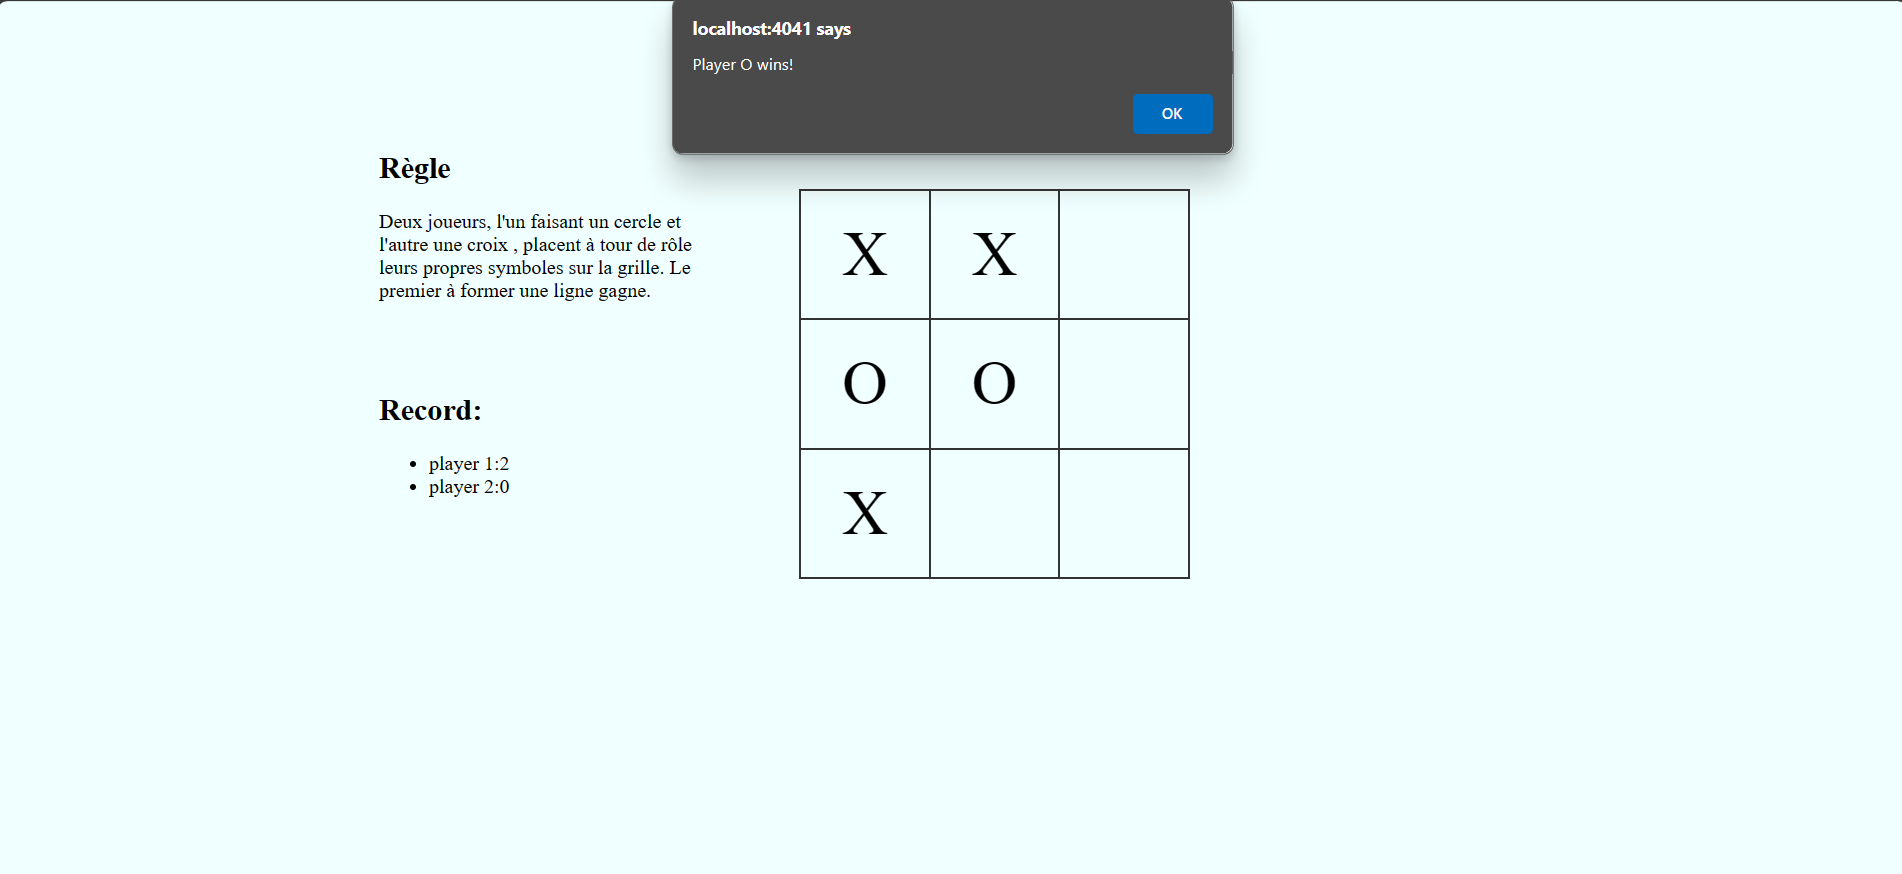 localhost:4041 says
Player O wins!
OK
Règle
Deux joueurs, l'un faisant un cercle et
l'autre une croix , placent à tour de rôle
leurs propres symboles sur la grille. Le
premier à former une ligne gagne.
Record:
• player 1:2
• player 2:0
X X
O O
X